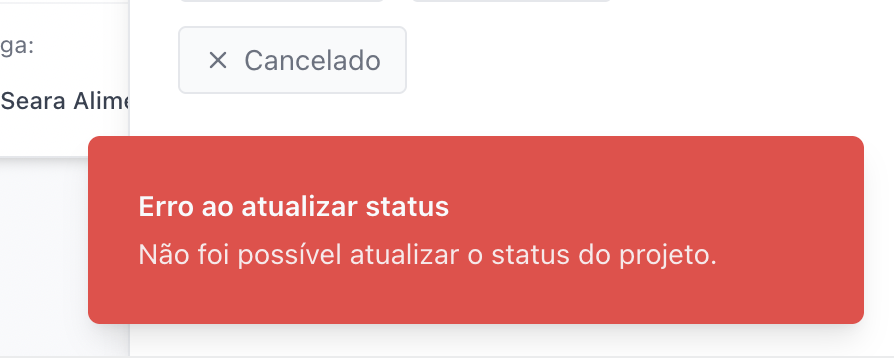 ga:
Cancelado
Seara Alime
Erro ao atualizar status
Não foi possível atualizar o status do projeto.